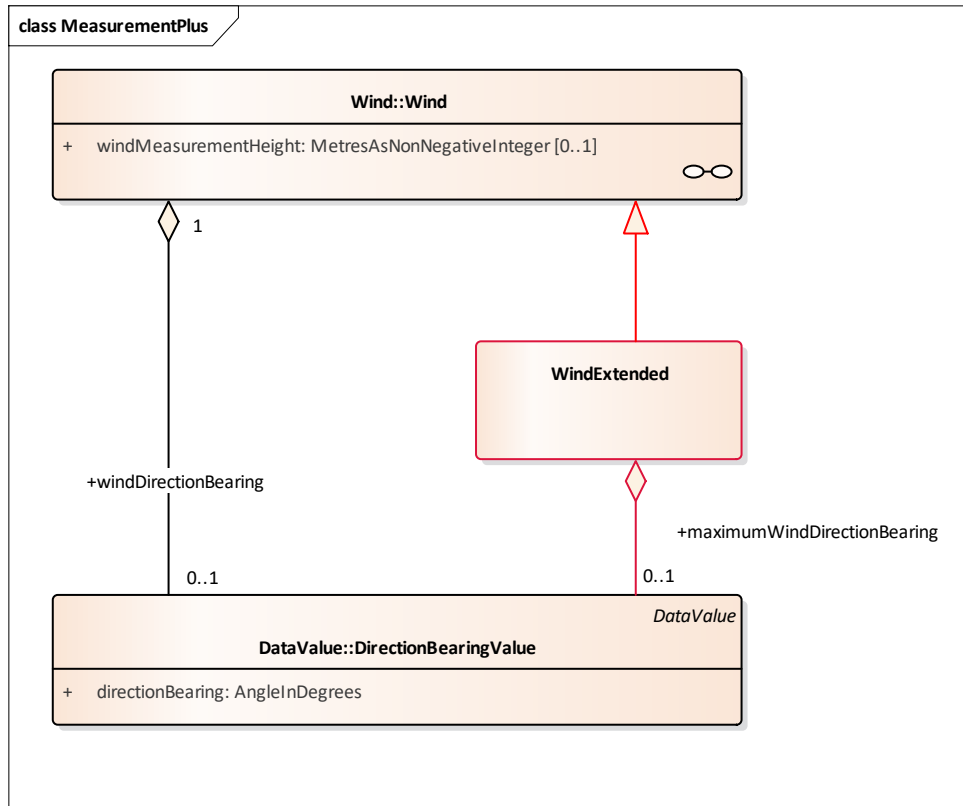 class MeasurementPlus
Wind::Wind
+ windMeasurementHeight: MetresAsNonNegativeInteger [0..1]
1
WindExtended
+windDirectionBearing
+maximumWindDirectionBearing
0..1
0..1
DataValue
DataValue::DirectionBearingValue
+ directionBearing: AngleInDegrees